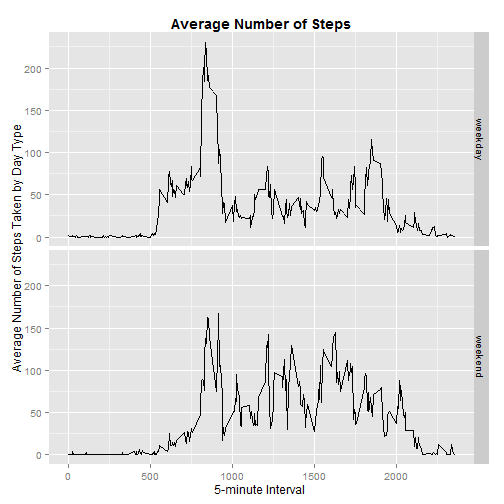 Average Number of Steps
Average Number of Steps Taken by Day Type
200
150
100
50
0
weekday
200
150
100
50
0
weekend
0 500 1000 1500 2000
5-minute Interval